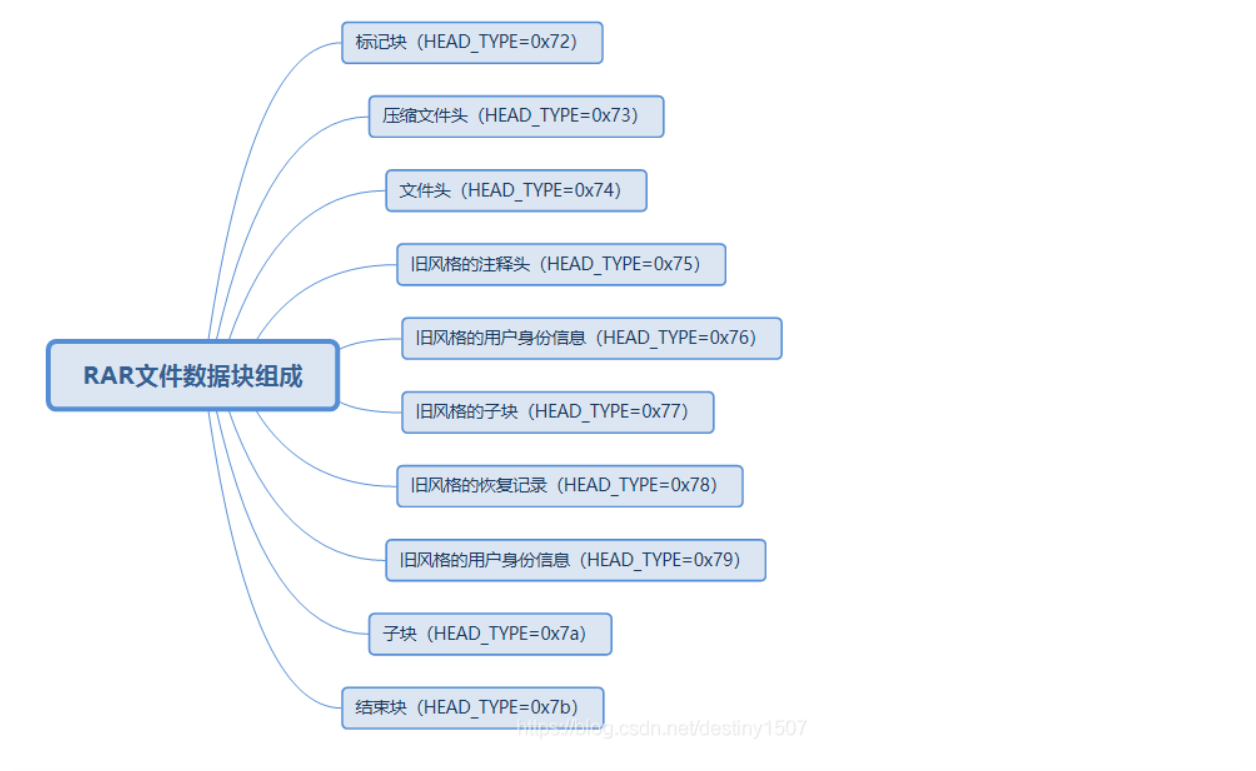 标记块（HEAD_TYPE=0x72）
压缩文件头（HEAD_TYPE=0x73）
文件头（HEAD_TYPE=0x74）
旧风格的注释头（HEAD_TYPE=0x75）
旧风格的用户身份信息（HEAD_TYPE=0x76）
RAR文件数据块组成
旧风格的子块（HEAD_TYPE=0x77）
旧风格的恢复记录（HEAD_TYPE=0x78）
旧风格的用户身份信息（HEAD_TYPE=0x79）
子块（HEAD_TYPE=0x7a）
结束块（HEAD_TYPE=0x7b）
https://blog.csdn.net/destiny1507